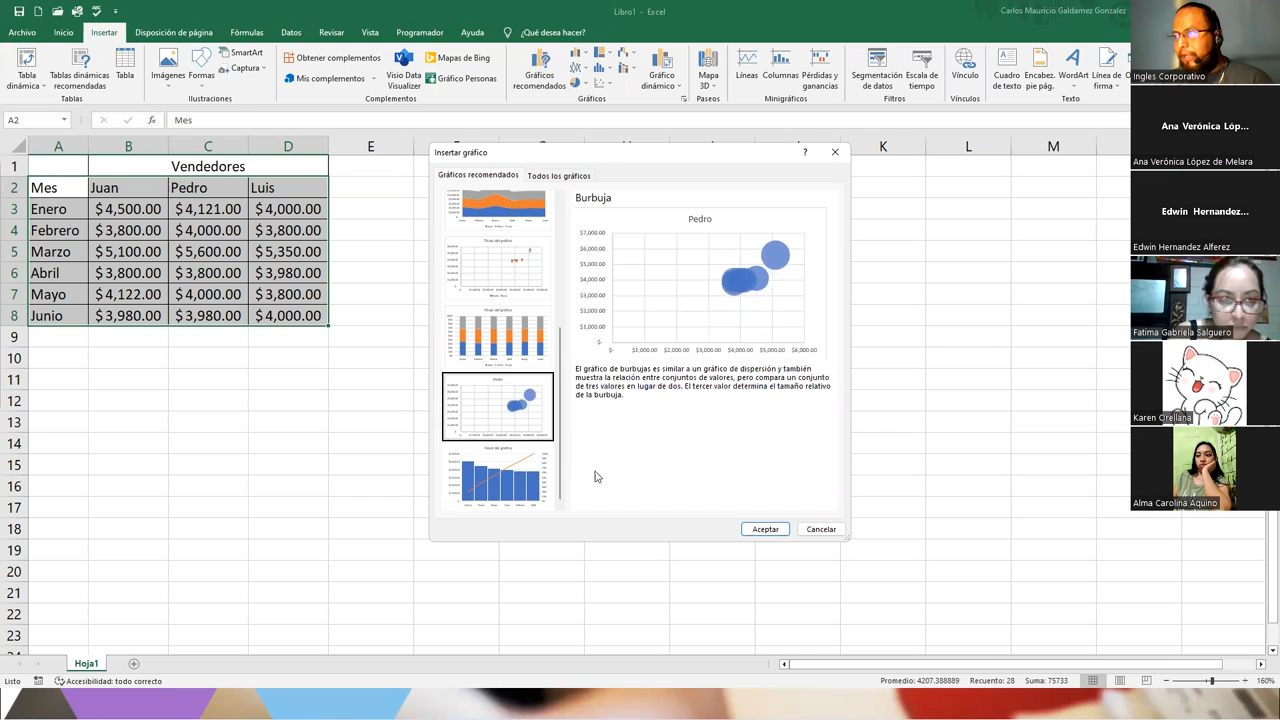 Libro1 - Excel
Carlos Mauricio Galdamez Gonzalez
Archivo Inicio Insertar Disposición de página Fórmulas Datos Revisar Vista Programador Ayuda ¿Qué desea hacer?
Tabla dinámica
Tablas dinámicas recomendadas
Tabla
Tablas
Imágenes
Formas
SmartArt
Captura
Ilustraciones
Obtener complementos
Mis complementos
Visio Data Visualizer
Mapas de Bing
Gráfico Personas
Complementos
Gráficos recomendados
Gráfico dinámico
Gráficos
Mapa 3D
Paseos
Líneas
Columnas
Pérdidas y ganancias
Minigráficos
Segmentación de datos
Escala de tiempo
Filtros
Vínculo
Vínculos
Cuadro de texto
Encabez. pie pág.
WordArt
Línea de firma
Texto
A2
fx
Mes
A B C D E K L M
1 Vendedores
2 Mes Juan Pedro Luis
Enero $ 4,500.00 $ 4,121.00 $ 4,000.00
Febrero $ 3,800.00 $ 4,000.00 $ 3,800.00
Marzo $ 5,100.00 $ 5,600.00 $ 5,350.00
Abril $ 3,800.00 $ 3,800.00 $ 3,980.00
Mayo $ 4,122.00 $ 4,000.00 $ 3,800.00
8 Junio $ 3,980.00 $ 3,980.00 $ 4,000.00
10
11
12
13
14
15
16
17
18
19
20
21
22
23
Insertar gráfico
?
Gráficos recomendados
Todos los gráficos
Título del gráfico
Título del gráfico
Pedro
Título del gráfico
Burbuja
Pedro
$7,000.00
$6,000.00
$5,000.00
$4,000.00
$3,000.00
$2,000.00
$1,000.00
$-
$- $1,000.00 $2,000.00 $3,000.00 $4,000.00 $5,000.00 $6,000.00
El gráfico de burbujas es similar a un gráfico de dispersión y también
muestra la relación entre conjuntos de valores, pero compara un conjunto
de tres valores en lugar de dos. El tercer valor determina el tamaño relativo
de la burbuja.
Aceptar
Cancelar
Ingles Corporativo
Ana Verónica Lóp...
Ana Verónica López de Melara
Edwin Hernandez...
Edwin Hernandez Alferez
Fatima Gabriela Salguero
Karen Orellana
Alma Carolina Aquino
Hoja1
Listo
Accesibilidad: todo correcto
Promedio: 4207.388889 Recuento: 28 Suma: 75733
160%